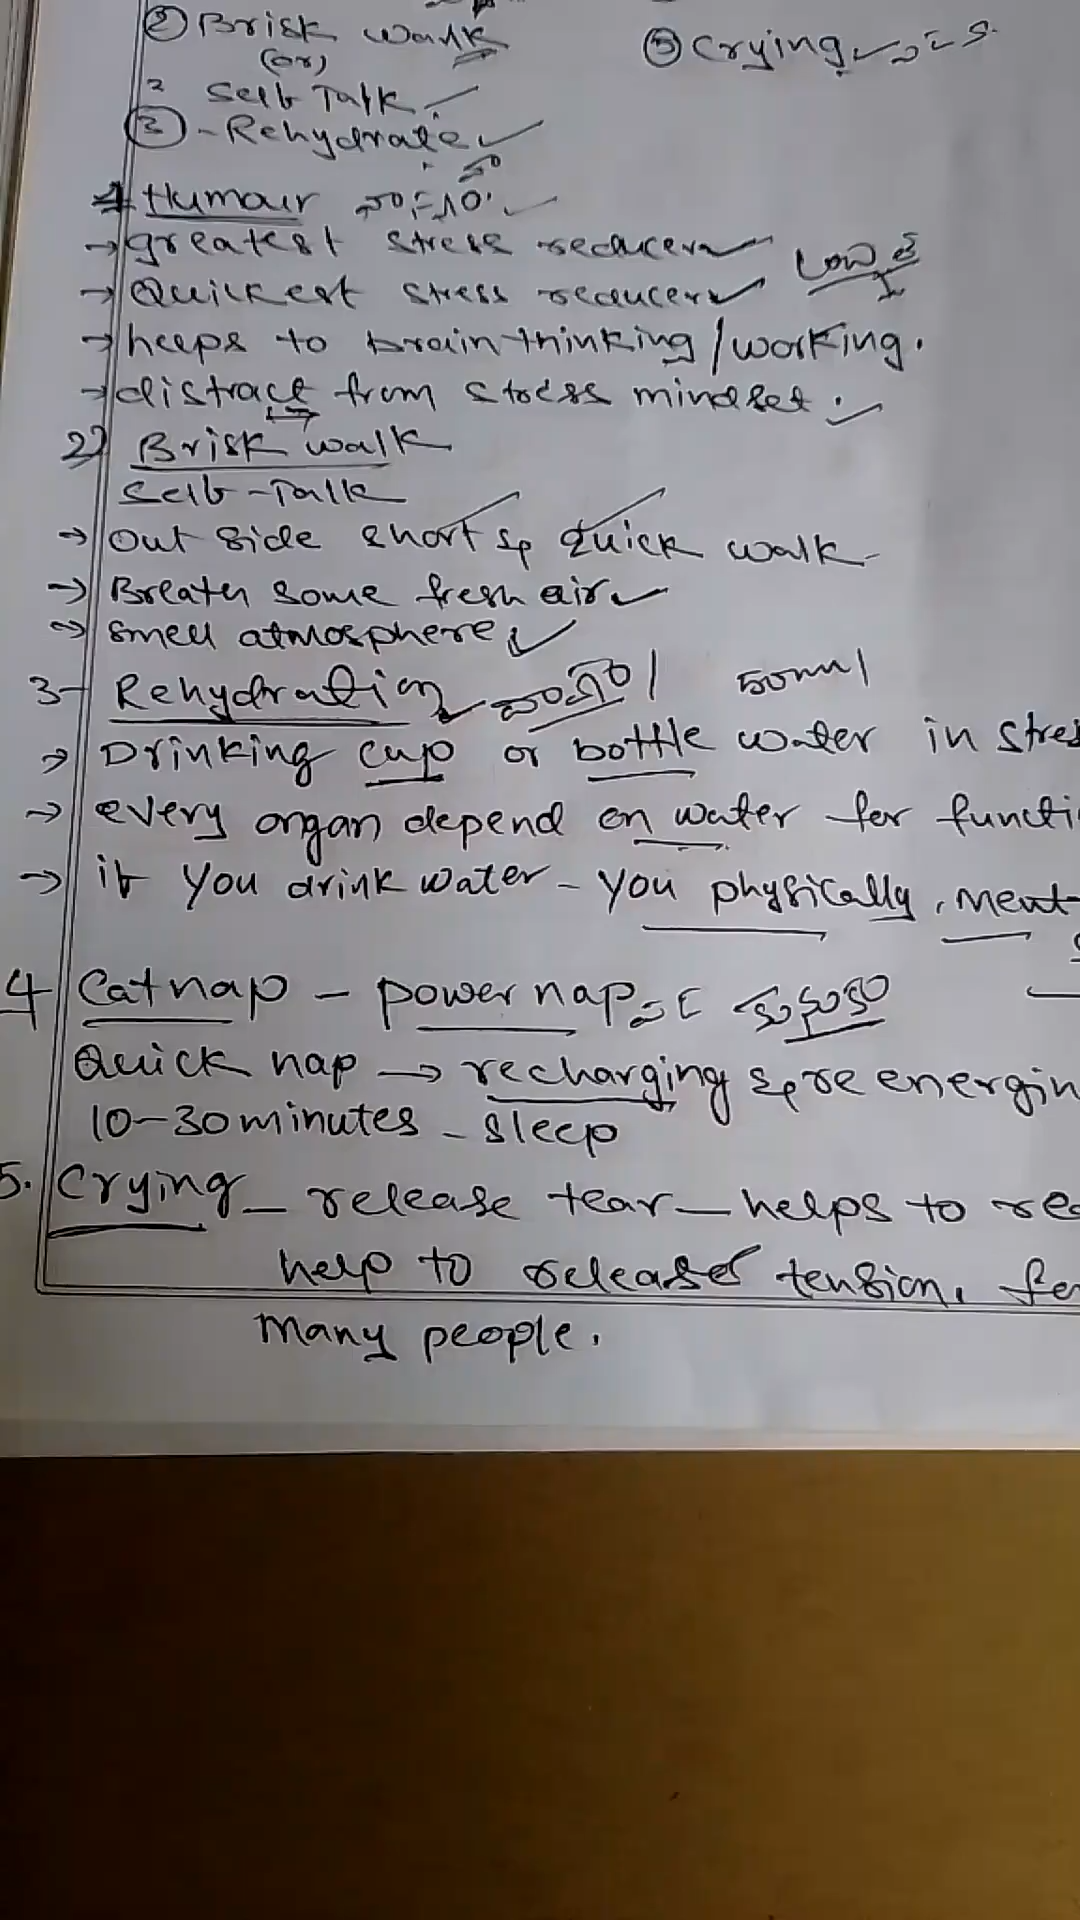 ② Brisk walk
⑤ Crying
(or)
Self Talk
③ - Rehydrate
Humour
→ greatest stress reducer
→ Quickest stress reducer
→ heeps to brain thinking / working.
→ distract from stress mindset.
2) Brisk walk
Self-Talk
→ Out side short & quick walk
→ Breath some fresh air
→ smell atmosphere
3- Rehydration
→ Drinking cup or bottle water in stres
→ every organ depend on water for functi
→ if you drink water - you physically, ment
4 Catnap - power nap
Quick nap → recharging & re energin
10-30 minutes - sleep
5. Crying - release tear - helps to re
help to release tension, fe
many people.